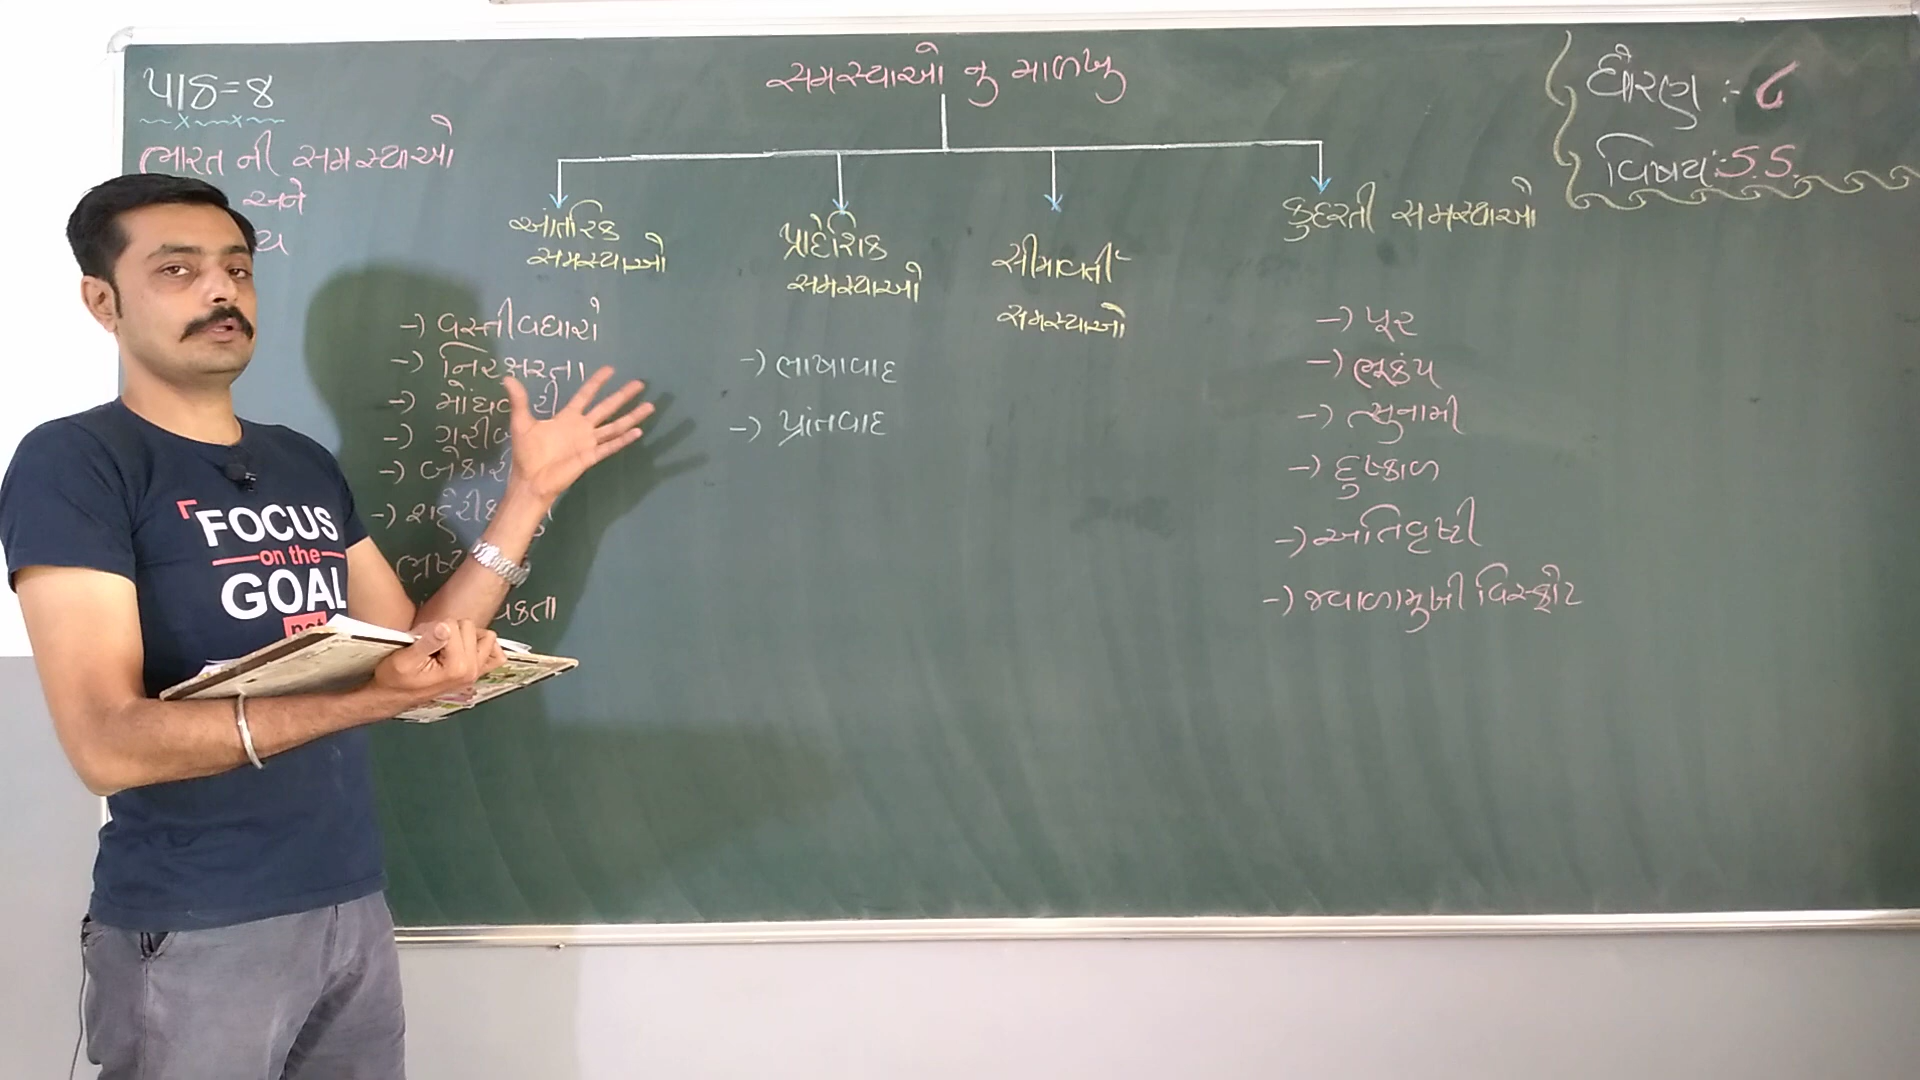 પાઠ=૪
ભારત ની સમસ્યાઓ
અને
સમસ્યાઓ નુ માળખુ
ધોરણ :- ૮
વિષય: S.S.
આંતરિક
સમસ્યાઓ
→ વસ્તીવધારો
→ નિરક્ષરતા
→
→
→
→
પ્રાદેશિક
સમસ્યાઓ
→ ભાષાવાદ
→ પ્રાંતવાદ
સીમાવર્તી
સમસ્યાઓ
કુદરતી સમસ્યાઓ
→ પૂર
→ ભૂકંપ
→ ત્સુનામી
→ દુષ્કાળ
→ અતિવૃષ્ટી
→ જ્વાળામુખી વિસ્ફોટ
FOCUS
on the
GOAL